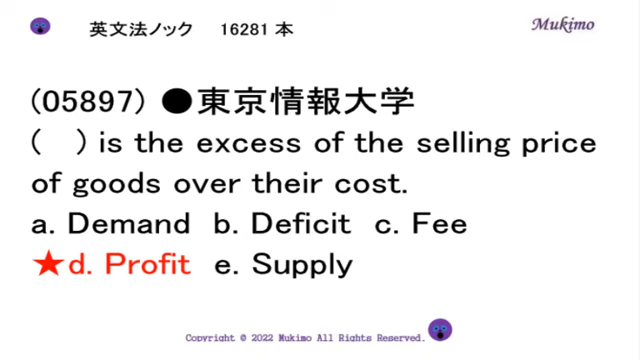 英文法ノック 16281 本
Mukimo
(05897) ●東京情報大学
( ) is the excess of the selling price
of goods over their cost.
a. Demand b. Deficit c. Fee
★d. Profit e. Supply
Copyright © 2022 Mukimo All Rights Reserved.